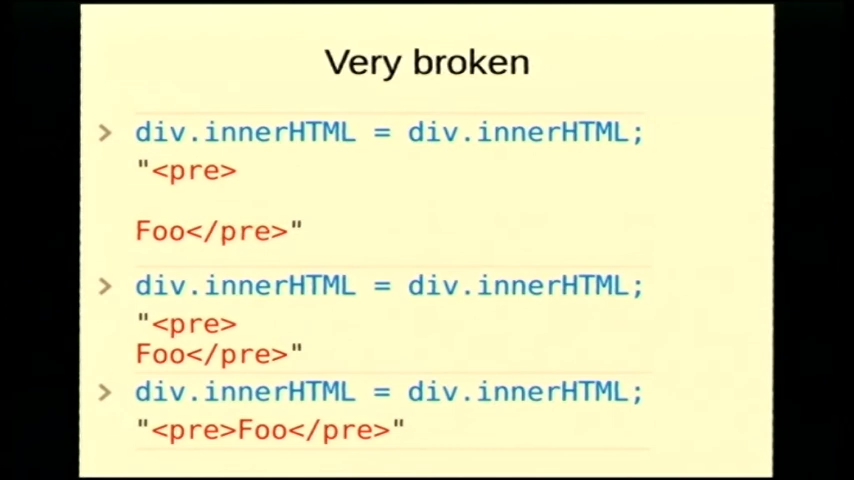 Very broken
> div.innerHTML = div.innerHTML;
"<pre>
Foo</pre>"
> div.innerHTML = div.innerHTML;
"<pre>
Foo</pre>"
> div.innerHTML = div.innerHTML;
"<pre>Foo</pre>"